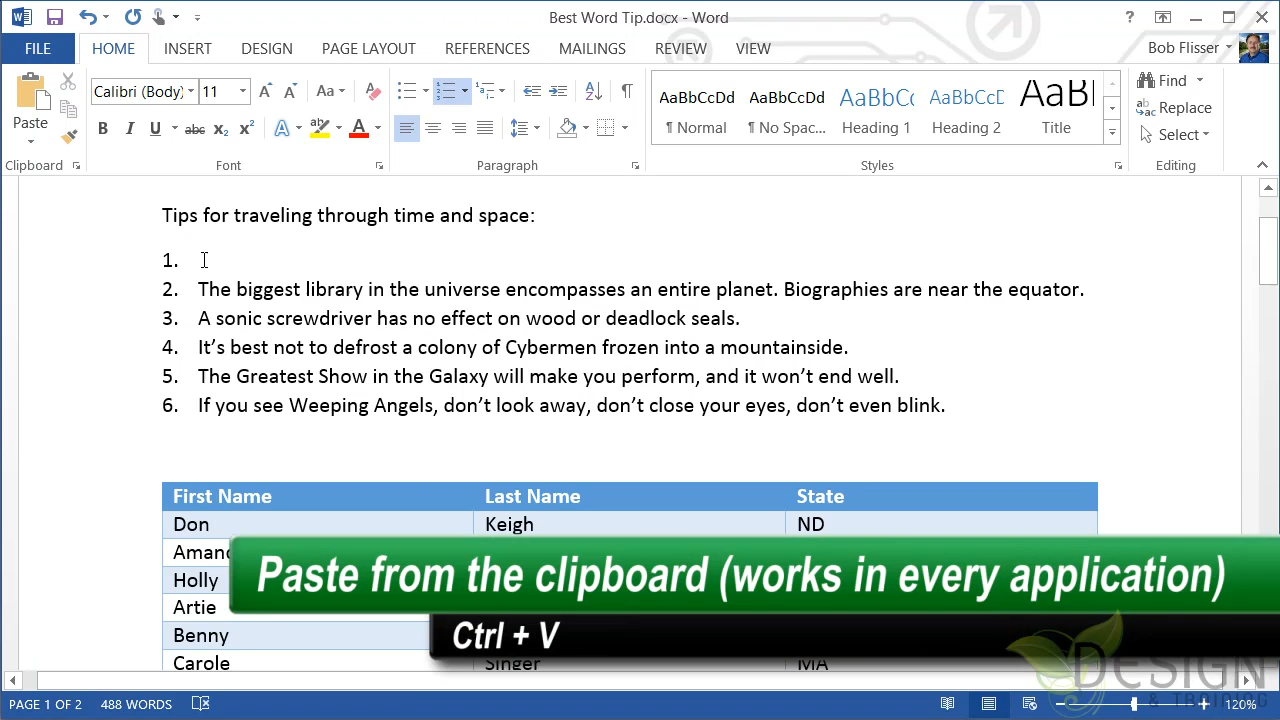 Best Word Tip.docx - Word
?
FILE
HOME
INSERT
DESIGN
PAGE LAYOUT
REFERENCES
MAILINGS
REVIEW
VIEW
Bob Flisser
Paste
Calibri (Body)
11
A A Aa
B I U abc X₂ X²
A ab A
A Z ¶
AaBbCcDd
¶ Normal
AaBbCcDd
¶ No Spac...
AaBbCc
Heading 1
AaBbCcD
Heading 2
AaBl
Title
Find
Replace
Select
Clipboard
Font
Paragraph
Styles
Editing
Tips for traveling through time and space:
1.
2. The biggest library in the universe encompasses an entire planet. Biographies are near the equator.
3. A sonic screwdriver has no effect on wood or deadlock seals.
4. It’s best not to defrost a colony of Cybermen frozen into a mountainside.
5. The Greatest Show in the Galaxy will make you perform, and it won’t end well.
6. If you see Weeping Angels, don’t look away, don’t close your eyes, don’t even blink.
First Name Last Name State
Don Keigh ND
Holly
Artie
Benny
Carole Singer MA
Paste from the clipboard (works in every application)
Ctrl + V
DESIGN
& TRAINING
PAGE 1 OF 2
488 WORDS
120%